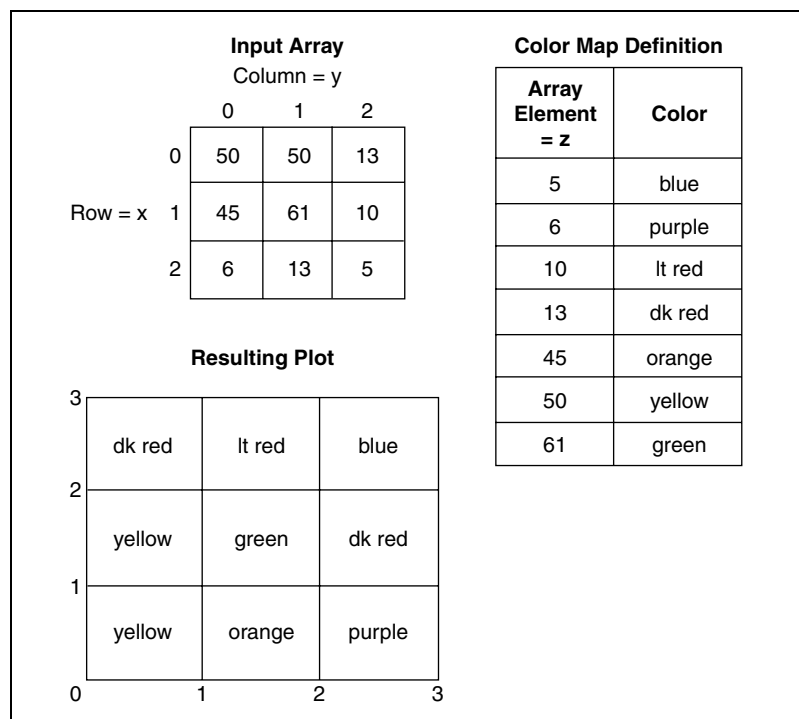 Input Array
Column = y
0 1 2
0 50 50 13
Row = x 1 45 61 10
2 6 13 5
Color Map Definition
Array Element = z Color
5 blue
6 purple
10 lt red
13 dk red
45 orange
50 yellow
61 green
Resulting Plot
3
dk red lt red blue
2
yellow green dk red
1
yellow orange purple
0 1 2 3